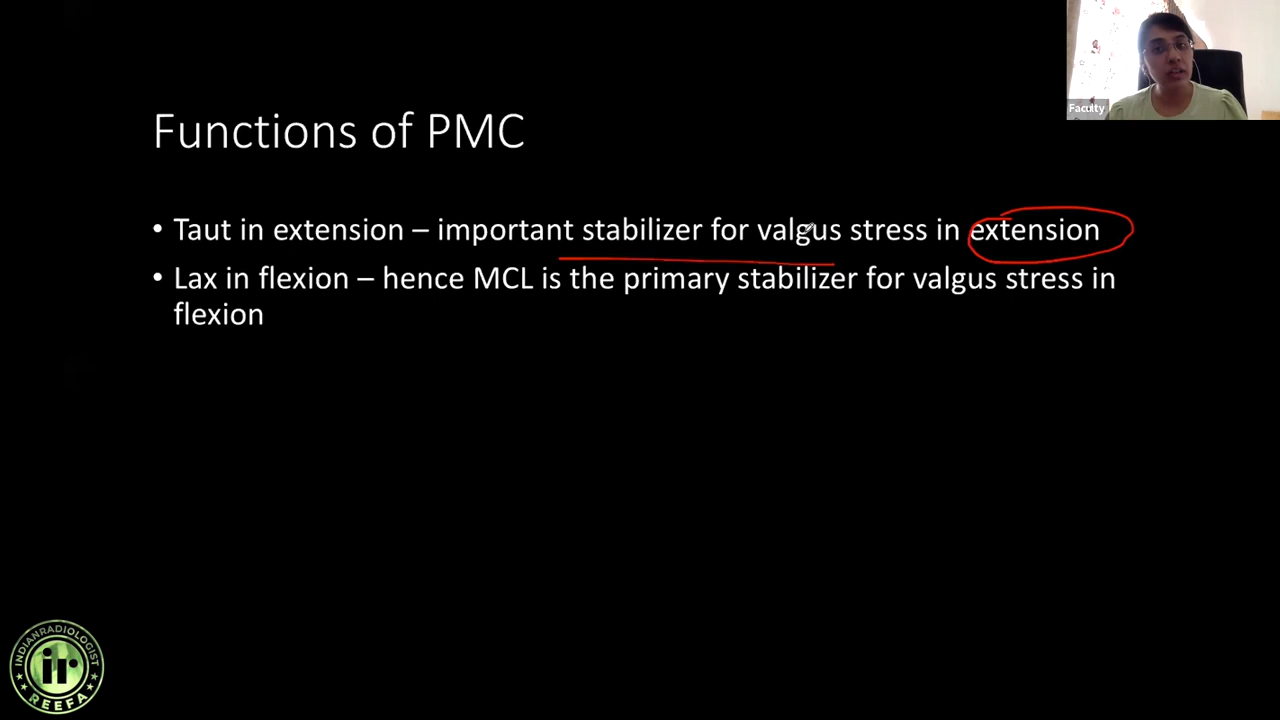 Faculty
Functions of PMC
• Taut in extension – important stabilizer for valgus stress in extension
• Lax in flexion – hence MCL is the primary stabilizer for valgus stress in
flexion
INDIANRADIOLOGIST
ir
REEFA